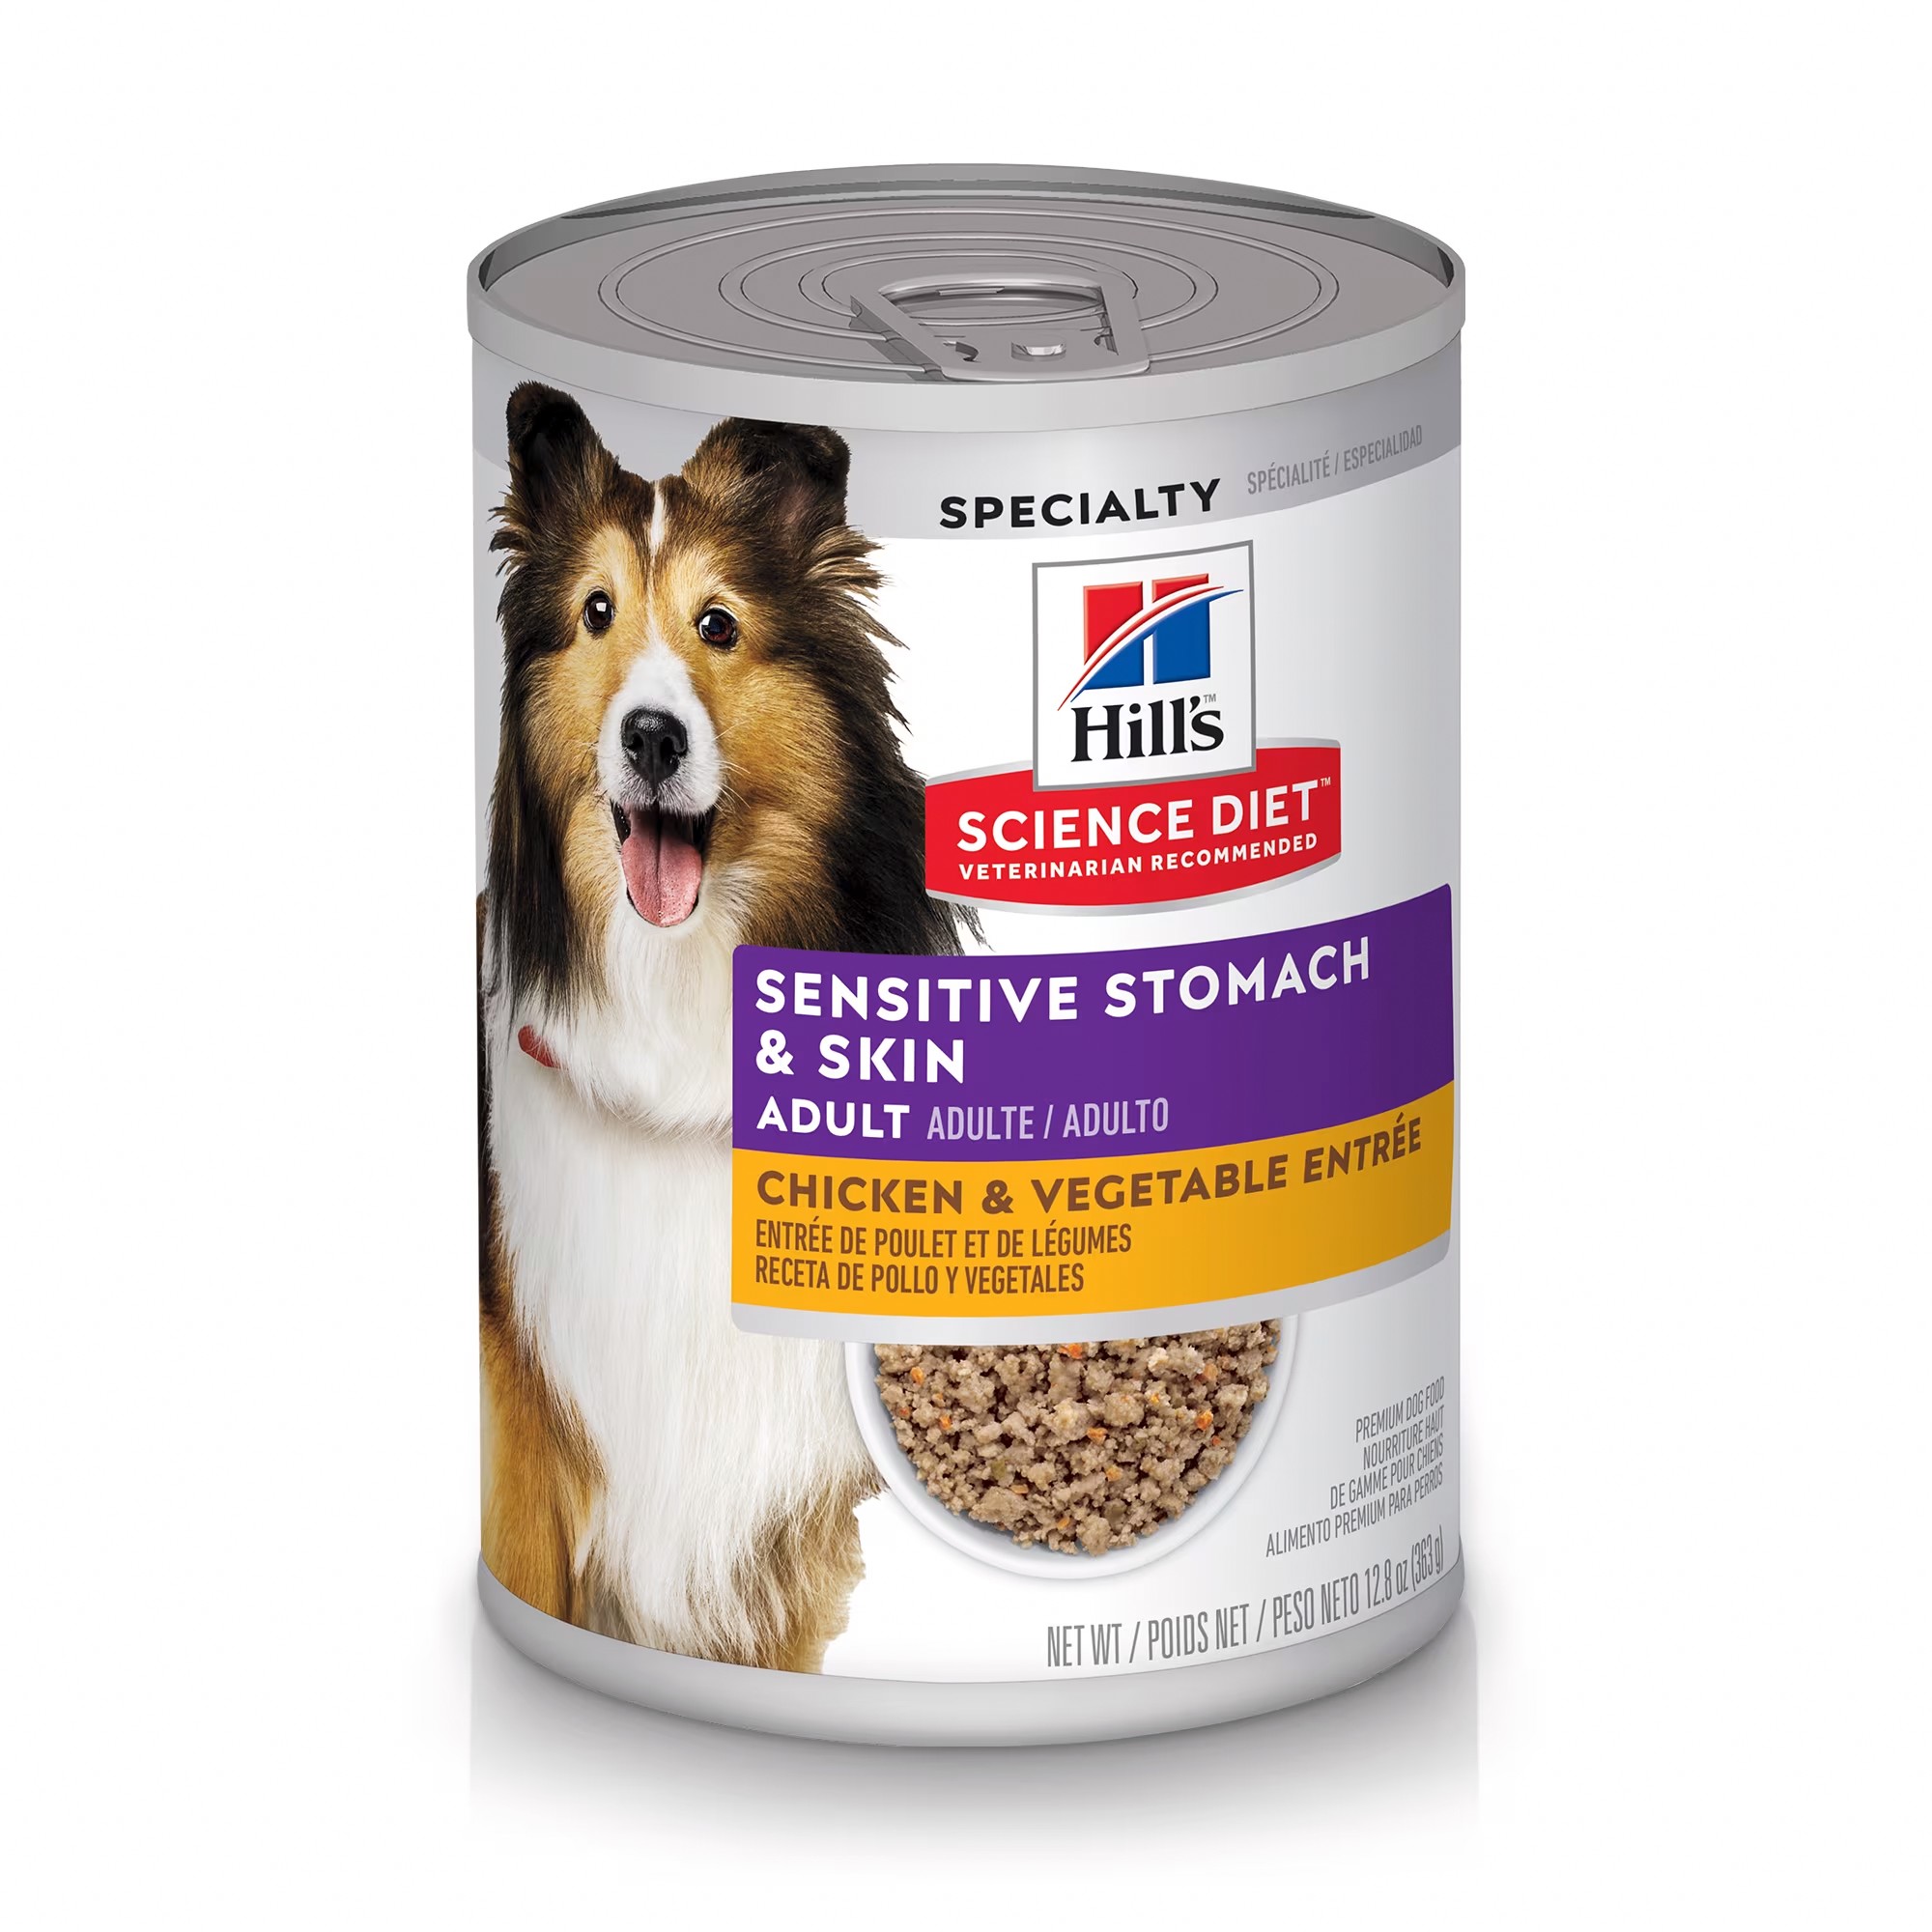 SPECIALTY SPÉCIALITÉ / ESPECIALIDAD
Hill's™
SCIENCE DIET™
VETERINARIAN RECOMMENDED
SENSITIVE STOMACH
& SKIN
ADULT ADULTE / ADULTO
CHICKEN & VEGETABLE ENTRÉE
ENTRÉE DE POULET ET DE LÉGUMES
RECETA DE POLLO Y VEGETALES
PREMIUM DOG FOOD
NOURRITURE HAUT
DE GAMME POUR CHIENS
ALIMENTO PREMIUM PARA PERROS
NET WT / POIDS NET / PESO NETO 12.8 oz (363 g)